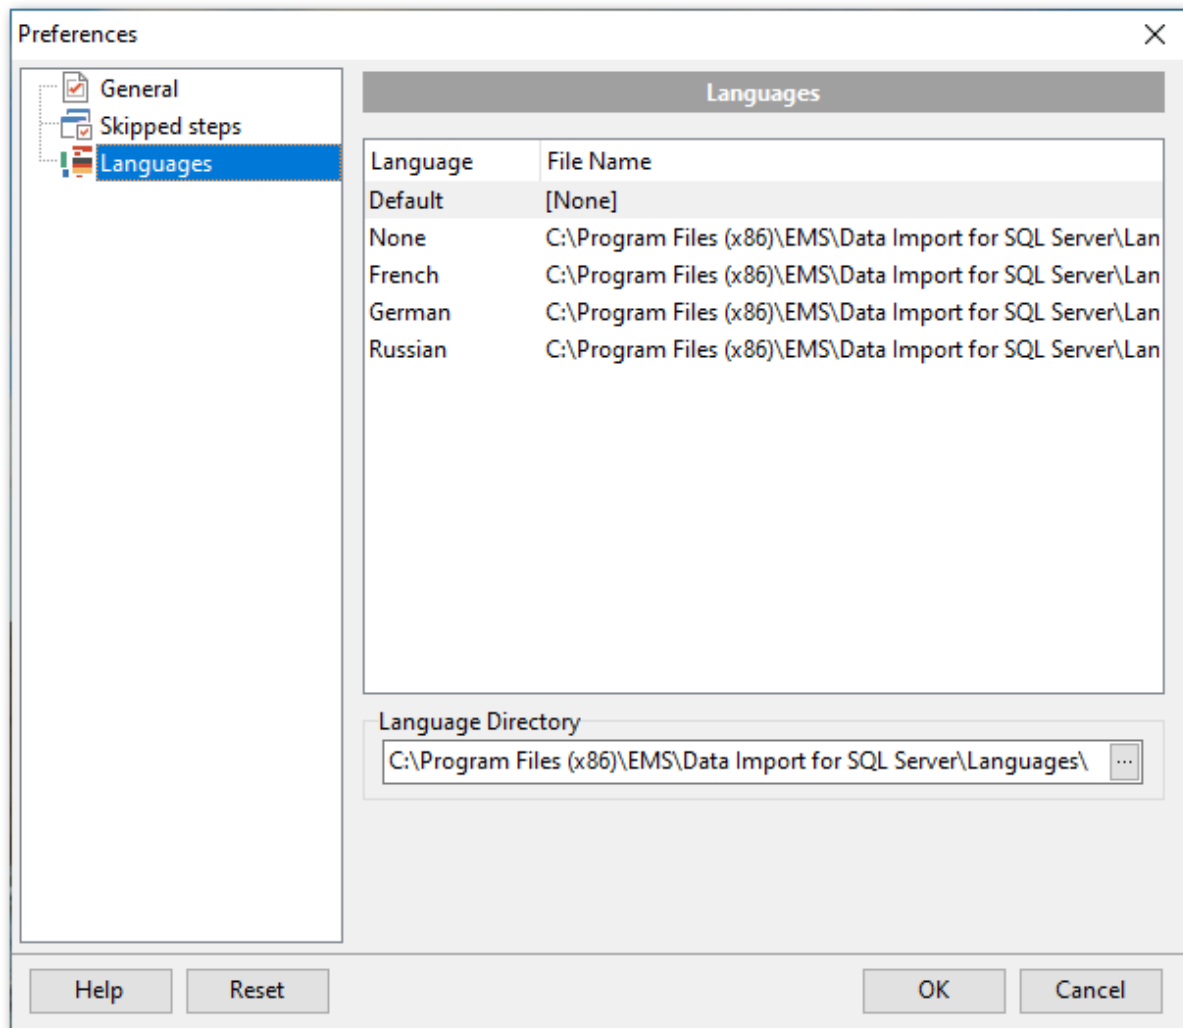 Preferences
General
Skipped steps
Languages
Languages
Language File Name
Default [None]
None C:\Program Files (x86)\EMS\Data Import for SQL Server\Lan
French C:\Program Files (x86)\EMS\Data Import for SQL Server\Lan
German C:\Program Files (x86)\EMS\Data Import for SQL Server\Lan
Russian C:\Program Files (x86)\EMS\Data Import for SQL Server\Lan
Language Directory
C:\Program Files (x86)\EMS\Data Import for SQL Server\Languages\ ...
Help Reset OK Cancel